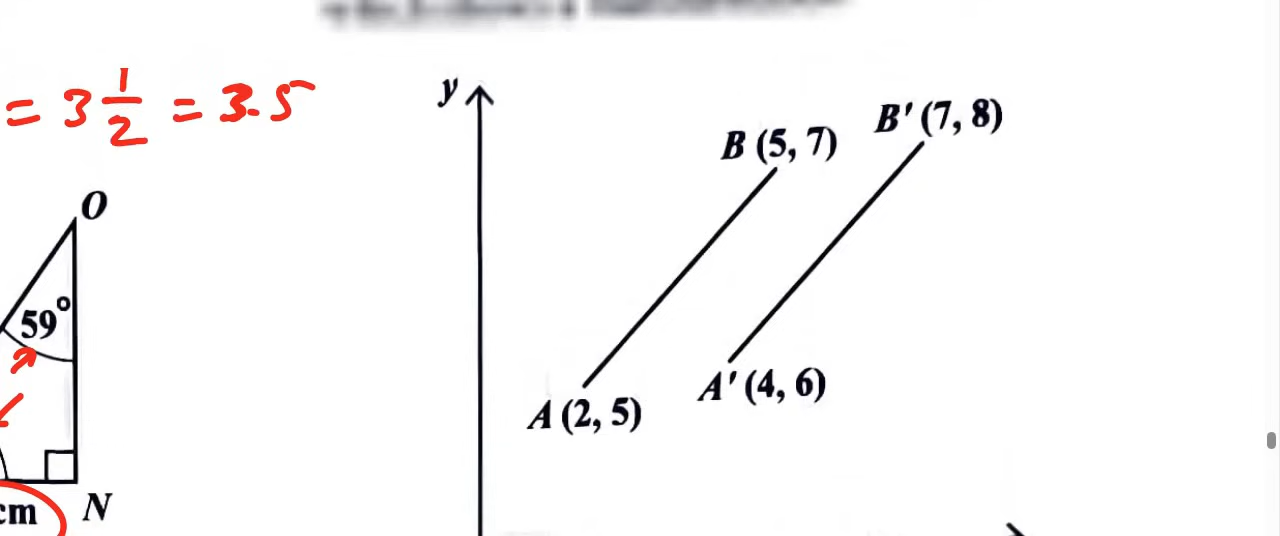 = 3 1/2 = 3.5
y
B (5, 7)
B' (7, 8)
O
59°
A (2, 5)
A' (4, 6)
cm
N